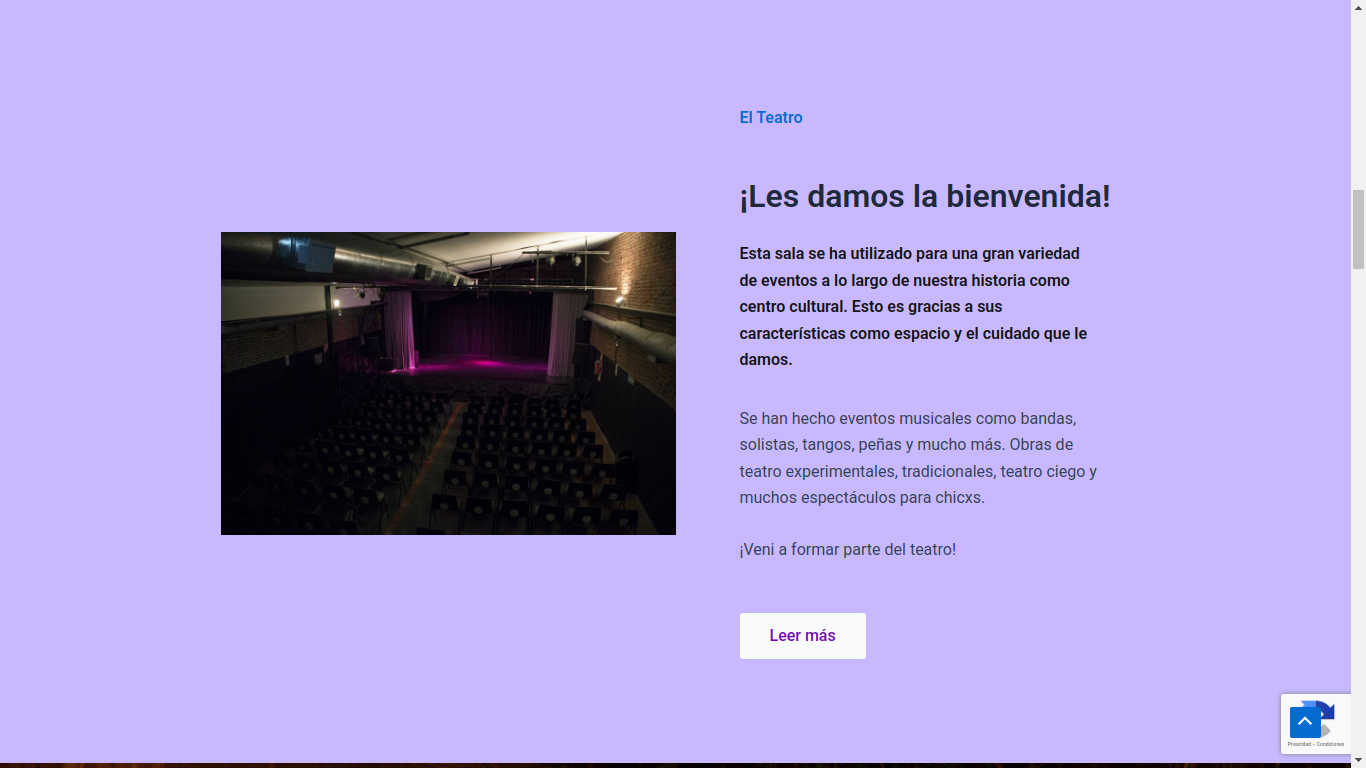 El Teatro
¡Les damos la bienvenida!
Esta sala se ha utilizado para una gran variedad
de eventos a lo largo de nuestra historia como
centro cultural. Esto es gracias a sus
características como espacio y el cuidado que le
damos.
Se han hecho eventos musicales como bandas,
solistas, tangos, peñas y mucho más. Obras de
teatro experimentales, tradicionales, teatro ciego y
muchos espectáculos para chicxs.
¡Veni a formar parte del teatro!
Leer más
Privacidad - Condiciones